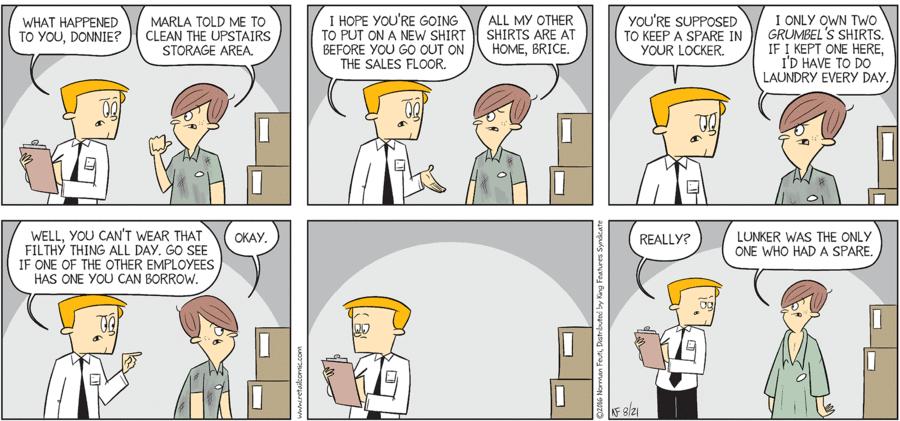 WHAT HAPPENED
TO YOU, DONNIE?
MARLA TOLD ME TO
CLEAN THE UPSTAIRS
STORAGE AREA.
I HOPE YOU'RE GOING
TO PUT ON A NEW SHIRT
BEFORE YOU GO OUT ON
THE SALES FLOOR.
ALL MY OTHER
SHIRTS ARE AT
HOME, BRICE.
YOU'RE SUPPOSED
TO KEEP A SPARE IN
YOUR LOCKER.
I ONLY OWN TWO
GRUMBEL'S SHIRTS.
IF I KEPT ONE HERE,
I'D HAVE TO DO
LAUNDRY EVERY DAY.
WELL, YOU CAN'T WEAR THAT
FILTHY THING ALL DAY. GO SEE
IF ONE OF THE OTHER EMPLOYEES
HAS ONE YOU CAN BORROW.
OKAY.
www.retailcomic.com
©2016 Norman Feuti, Distributed by King Features Syndicate
REALLY?
LUNKER WAS THE ONLY
ONE WHO HAD A SPARE.
NF 8/21